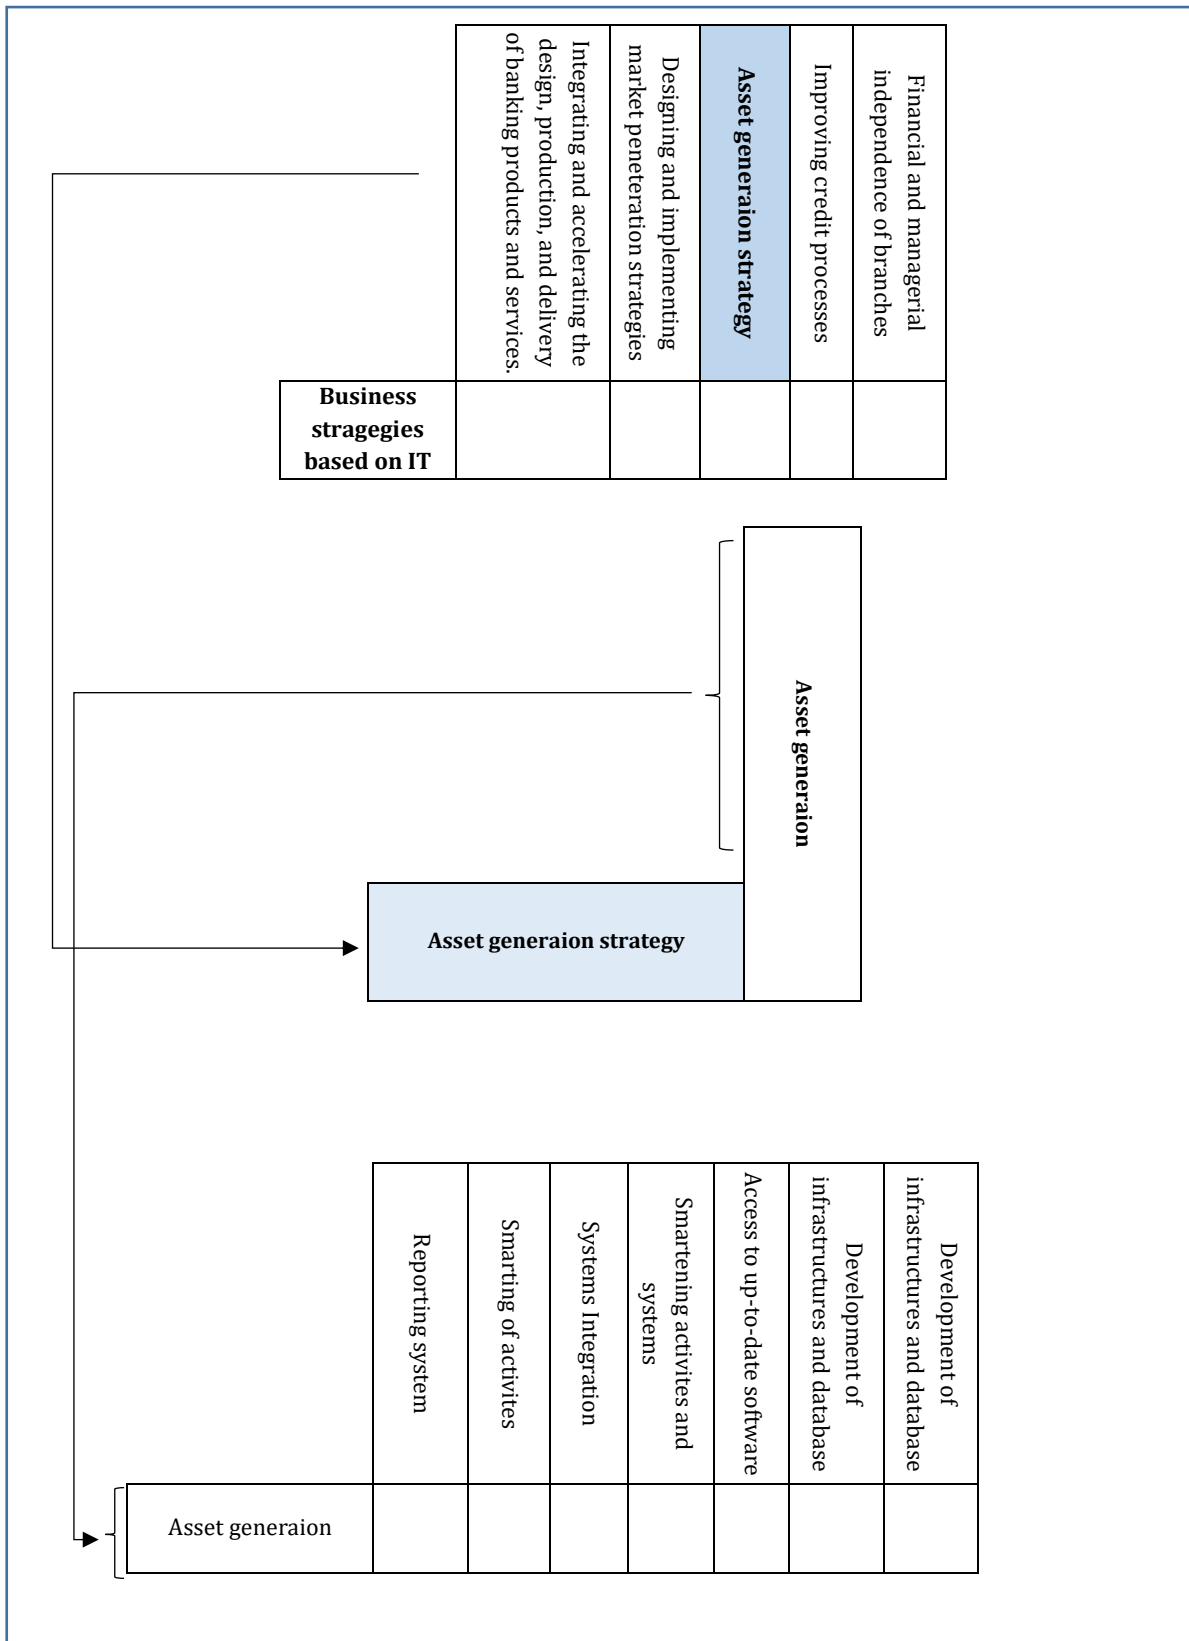 Integrating and accelerating the
design, production, and delivery
of banking products and services.
Designing and implementing
market peneteration strategies
Asset generaion strategy
Improving credit processes
Financial and managerial
independence of branches
Business
stragegies
based on IT
Asset generaion
Asset generaion strategy
Reporting system
Smarting of activites
Systems Integration
Smartening activites and
systems
Access to up-to-date software
Development of
infrastructures and database
Development of
infrastructures and database
Asset generaion